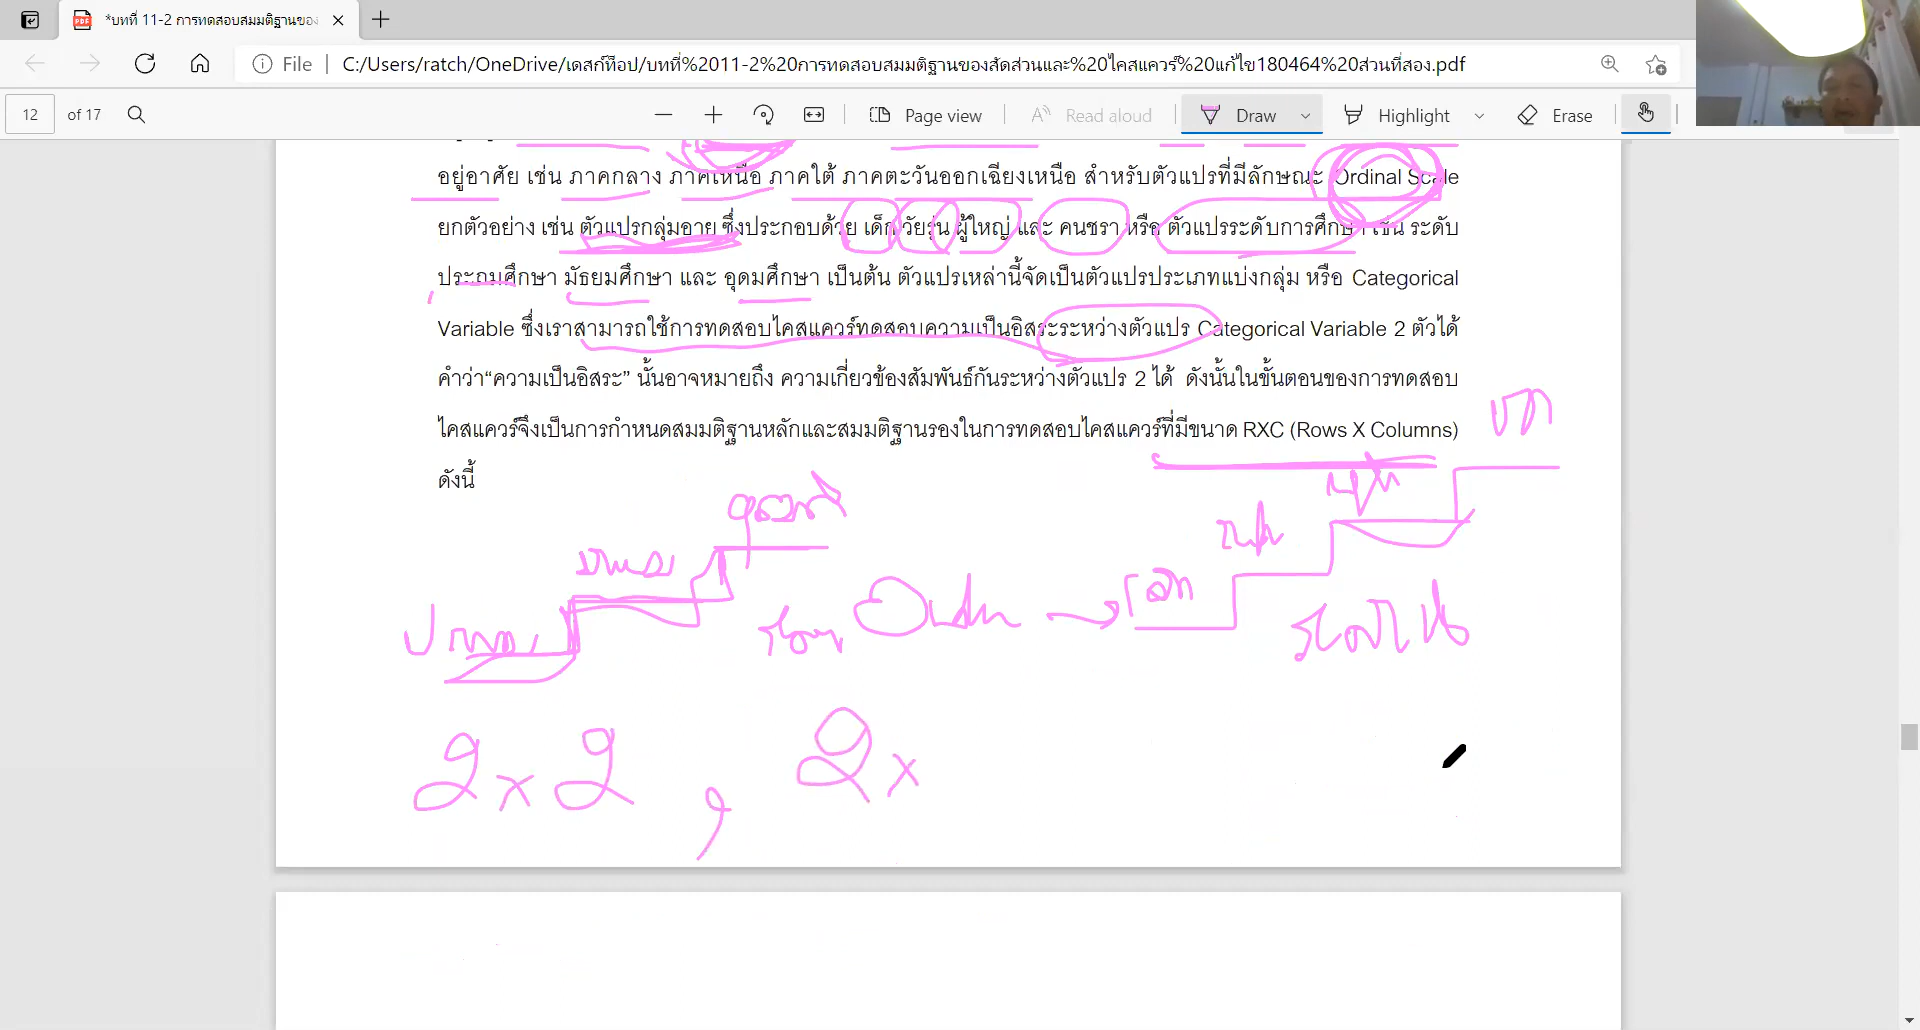 *บทที่ 11-2 การทดสอบสมมติฐานของ
File
C:/Users/ratch/OneDrive/เดสก์ท็อป/บทที่%2011-2%20การทดสอบสมมติฐานของสัดส่วนและ%20ไคสแควร์%20แก้ไข180464%20ส่วนที่สอง.pdf
12 of 17
Page view
Read aloud
Draw
Highlight
Erase
อยู่อาศัย เช่น ภาคกลาง ภาคเหนือ ภาคใต้ ภาคตะวันออกเฉียงเหนือ สำหรับตัวแปรที่มีลักษณะ Ordinal Scale
ยกตัวอย่าง เช่น ตัวแปรกลุ่มอายุ ซึ่งประกอบด้วย เด็ก วัยรุ่น ผู้ใหญ่ และ คนชรา หรือ ตัวแปรระดับการศึกษา เช่น ระดับ
ประถมศึกษา มัธยมศึกษา และ อุดมศึกษา เป็นต้น ตัวแปรเหล่านี้จัดเป็นตัวแปรประเภทแบ่งกลุ่ม หรือ Categorical
Variable ซึ่งเราสามารถใช้การทดสอบไคสแควร์ทดสอบความเป็นอิสระระหว่างตัวแปร Categorical Variable 2 ตัวได้
คำว่า“ความเป็นอิสระ” นั้นอาจหมายถึง ความเกี่ยวข้องสัมพันธ์กันระหว่างตัวแปร 2 ได้ ดังนั้นในขั้นตอนของการทดสอบ
ไคสแควร์จึงเป็นการกำหนดสมมติฐานหลักและสมมติฐานรองในการทดสอบไคสแควร์ที่มีขนาด RXC (Rows X Columns)
ดังนี้
2 x 2 , 2 x